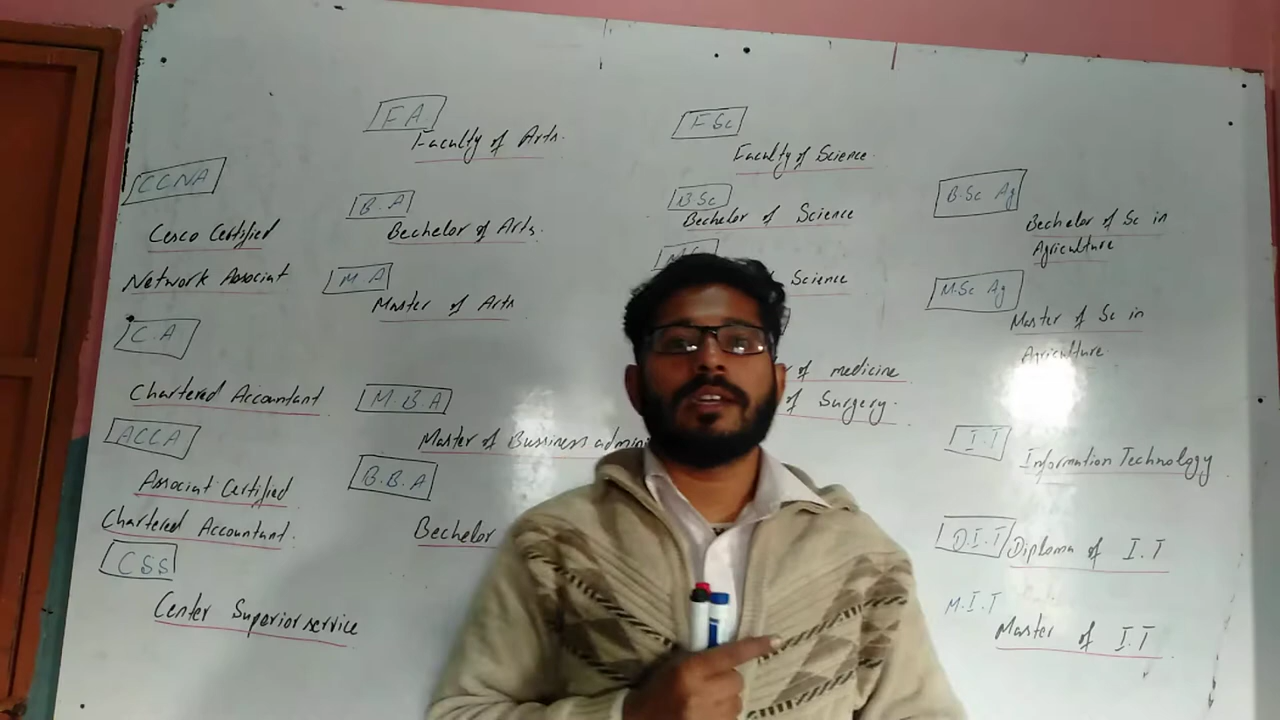 CCNA
Cesco Certified
Network Associat
C.A
Chartered Accountant
ACCA
Associat Certified
Chartered Accountant.
CSS
Center Superior service
FA.
Faculty of Arts.
B.A
Bechelor of Arts.
M A
Master of Arts
M.B.A
Master of Bussiness admini
B.B.A
Bechelor
F Sc
Faculty of Science.
B Sc
Bechelor of Science
Science
of medicine
of Surgery.
B.Sc Ag
Bechelor of Sc in
Agriculture
M.Sc Ag
Master of Sc in
Agriculture.
I.T
Information Technology
D.I.T Diploma of I.T
M.I.T
Master of I.T